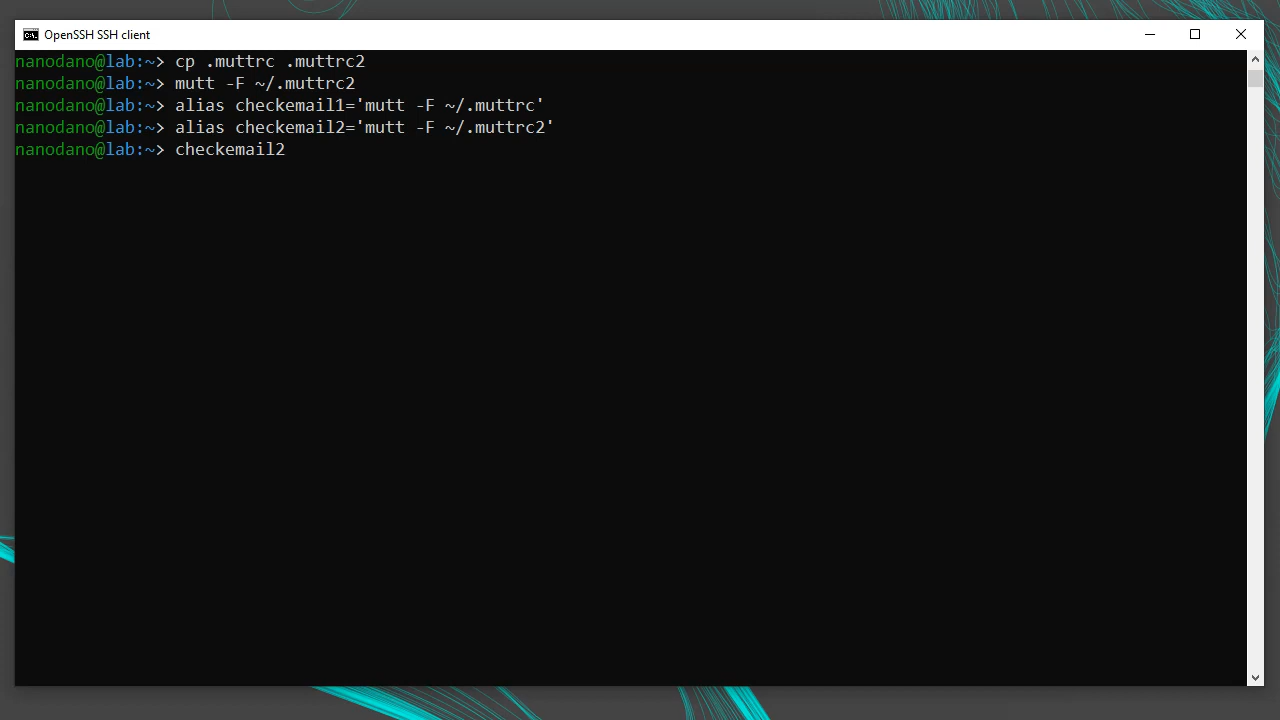 OpenSSH SSH client
nanodano@lab:~> cp .muttrc .muttrc2
nanodano@lab:~> mutt -F ~/.muttrc2
nanodano@lab:~> alias checkemail1='mutt -F ~/.muttrc'
nanodano@lab:~> alias checkemail2='mutt -F ~/.muttrc2'
nanodano@lab:~> checkemail2